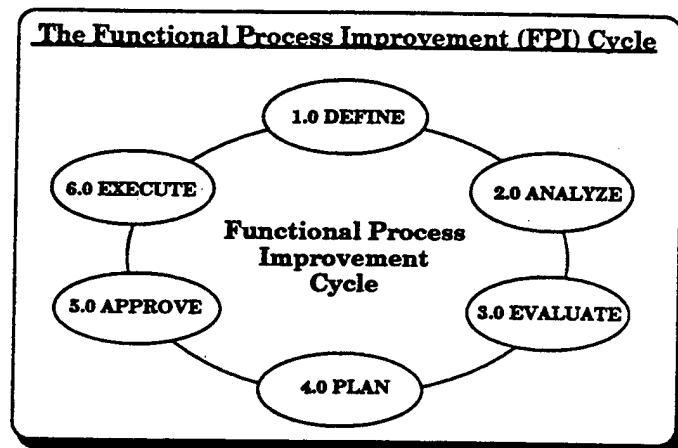 The Functional Process Improvement (FPI) Cycle
1.0 DEFINE
2.0 ANALYZE
3.0 EVALUATE
4.0 PLAN
5.0 APPROVE
6.0 EXECUTE
Functional Process
Improvement
Cycle